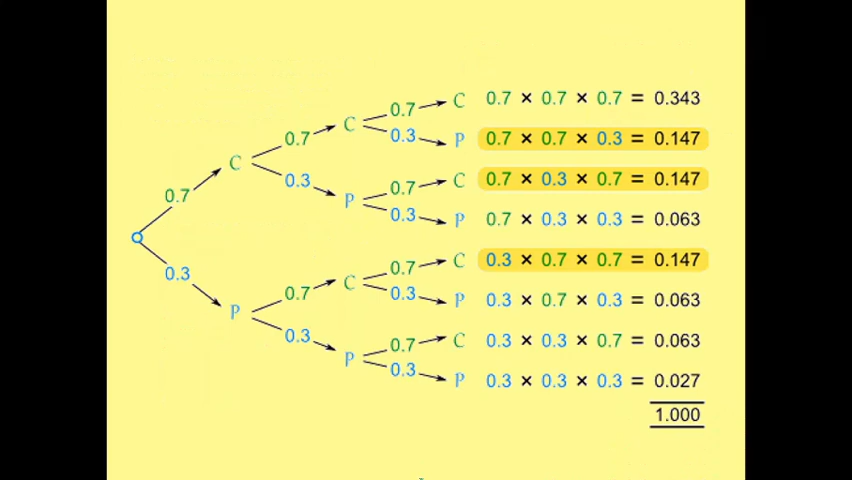 0.7 C 0.7 C 0.7 C 0.7 × 0.7 × 0.7 = 0.343
0.3 P 0.7 × 0.7 × 0.3 = 0.147
0.3 P 0.7 C 0.7 × 0.3 × 0.7 = 0.147
0.3 P 0.7 × 0.3 × 0.3 = 0.063
0.3 P 0.7 C 0.7 C 0.3 × 0.7 × 0.7 = 0.147
0.3 P 0.3 × 0.7 × 0.3 = 0.063
0.3 P 0.7 C 0.3 × 0.3 × 0.7 = 0.063
0.3 P 0.3 × 0.3 × 0.3 = 0.027
1.000